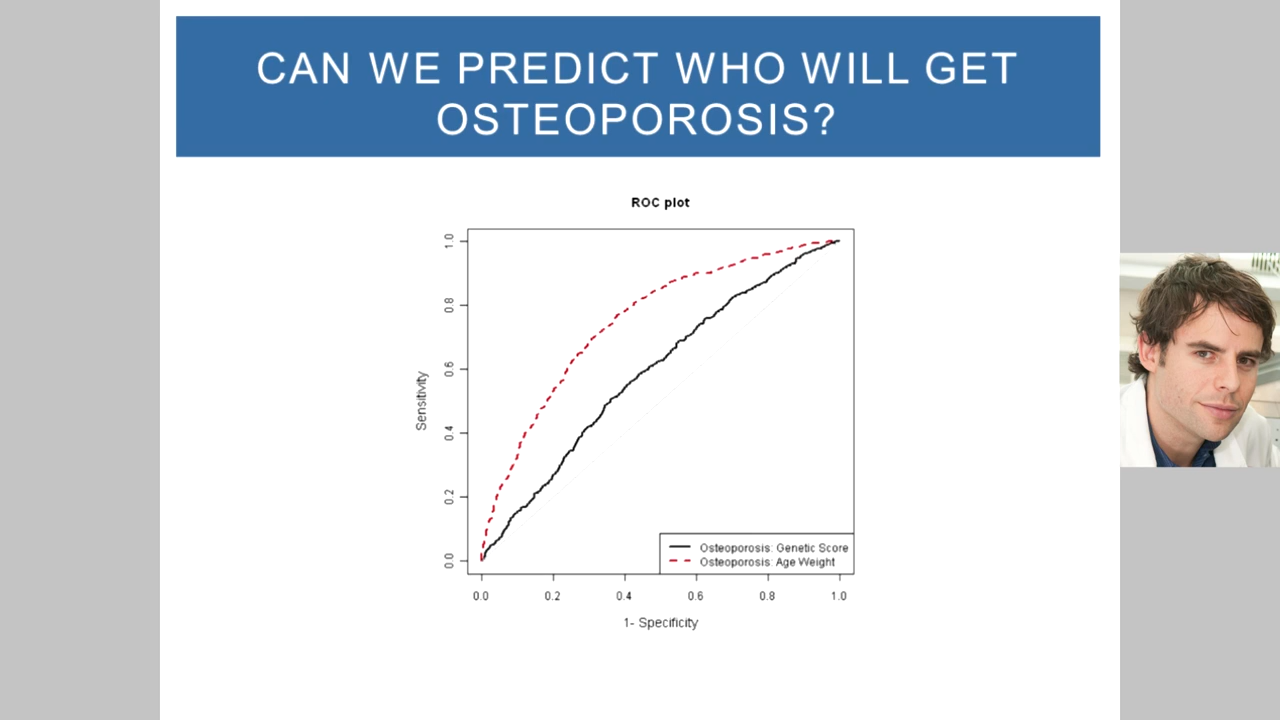 CAN WE PREDICT WHO WILL GET
OSTEOPOROSIS?
ROC plot
1.0
0.8
0.6
0.4
0.2
0.0
Sensitivity
Osteoporosis: Genetic Score
Osteoporosis: Age Weight
0.0 0.2 0.4 0.6 0.8 1.0
1- Specificity